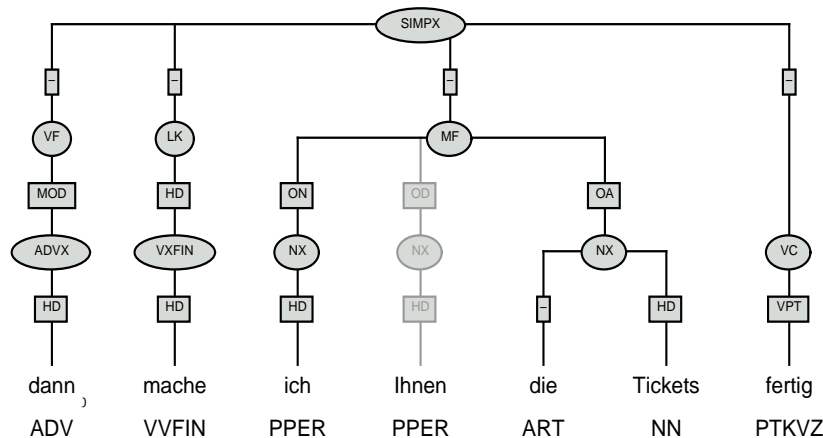 SIMPX
– – – –
VF LK MF
MOD HD ON OD OA
ADVX VXFIN NX NX NX VC
HD HD HD HD – HD VPT
dann mache ich Ihnen die Tickets fertig
ADV VVFIN PPER PPER ART NN PTKVZ